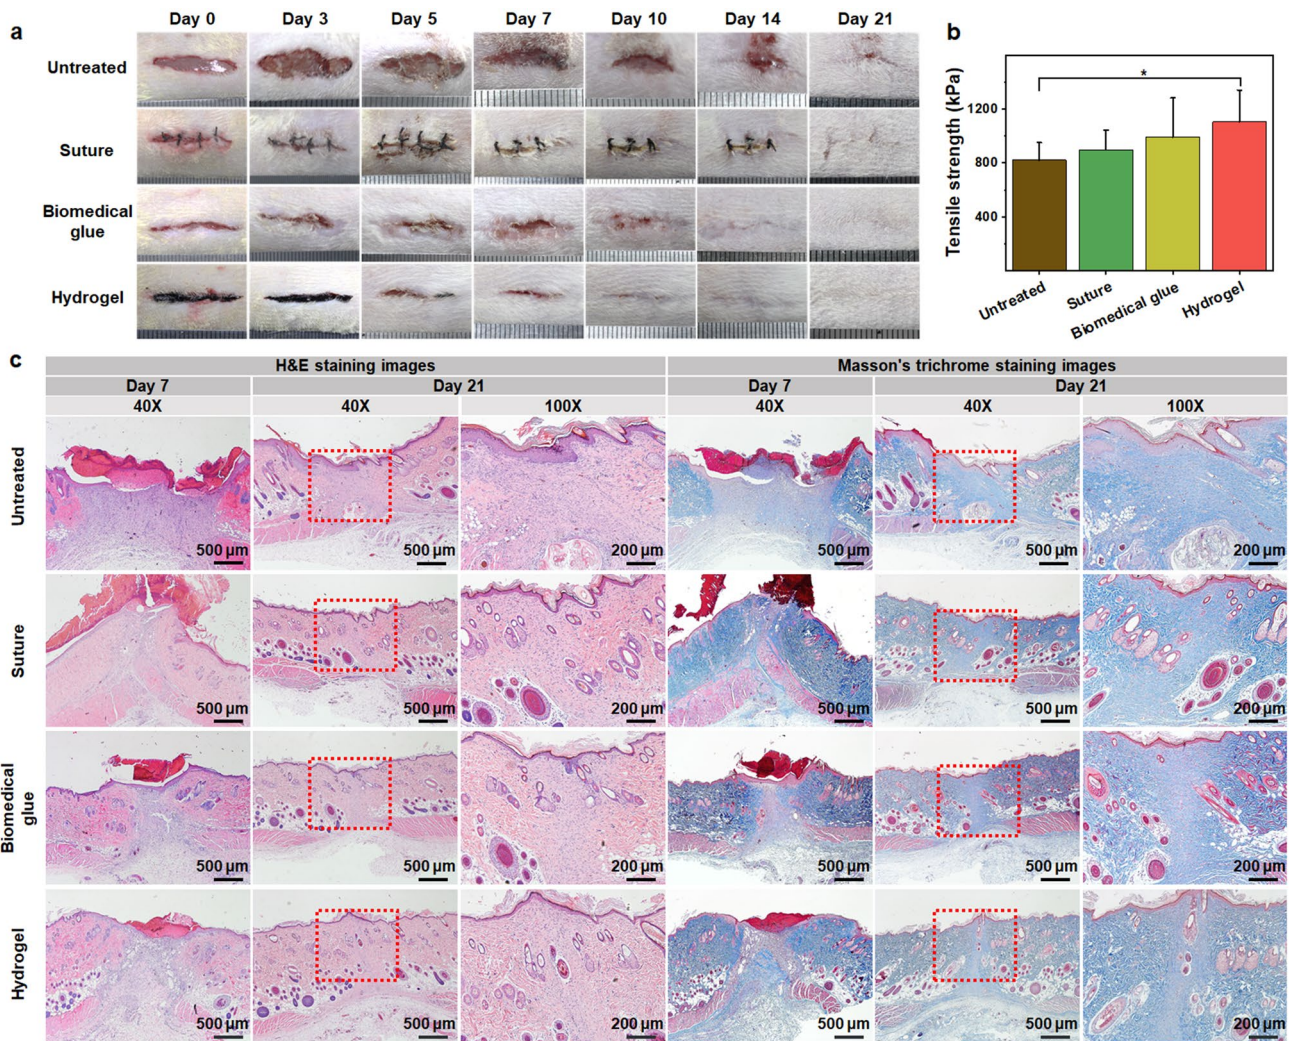 a
Day 0 Day 3 Day 5 Day 7 Day 10 Day 14 Day 21
Untreated
Suture
Biomedical
glue
Hydrogel
b
Tensile strength (kPa)
1200
800
400
*
Untreated
Suture
Biomedical glue
Hydrogel
c
H&E staining images Masson's trichrome staining images
Day 7 Day 21 Day 7 Day 21
40X 40X 100X 40X 40X 100X
Untreated
500 µm 500 µm 200 µm 500 µm 500 µm 200 µm
Suture
500 µm 500 µm 200 µm 500 µm 500 µm 200 µm
Biomedical
glue
500 µm 500 µm 200 µm 500 µm 500 µm 200 µm
Hydrogel
500 µm 500 µm 200 µm 500 µm 500 µm 200 µm